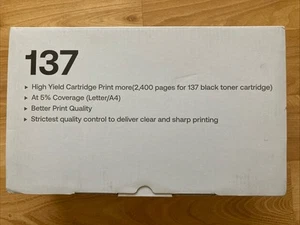 137
▸ High Yield Cartridge Print more(2,400 pages for 137 black toner cartridge)
▸ At 5% Coverage (Letter/A4)
▸ Better Print Quality
▸ Strictest quality control to deliver clear and sharp printing